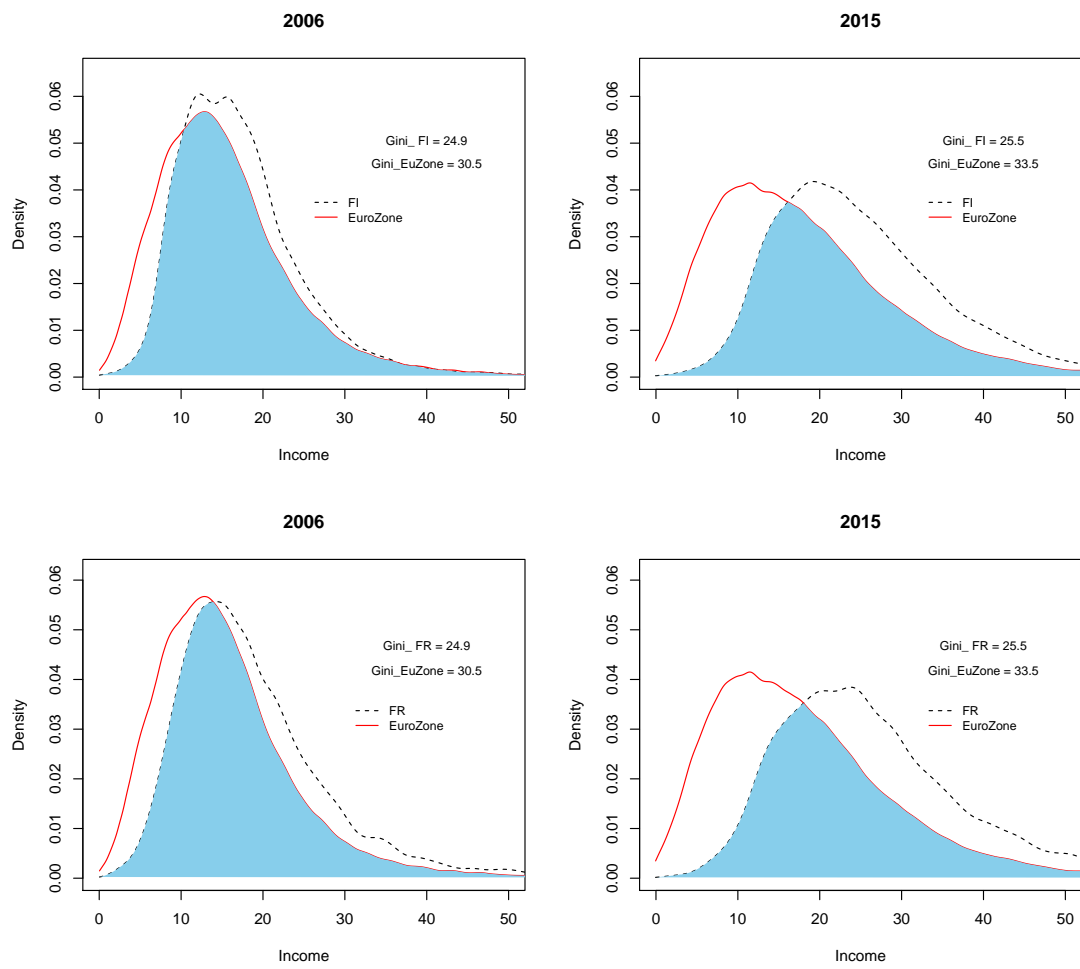 2006
0.06
0.05
0.04
0.03
0.02
0.01
0.00
Density
Gini_ FI = 24.9
Gini_EuZone = 30.5
FI
EuroZone
0 10 20 30 40 50
Income
2015
0.06
0.05
0.04
0.03
0.02
0.01
0.00
Density
Gini_ FI = 25.5
Gini_EuZone = 33.5
FI
EuroZone
0 10 20 30 40 50
Income
2006
0.06
0.05
0.04
0.03
0.02
0.01
0.00
Density
Gini_ FR = 24.9
Gini_EuZone = 30.5
FR
EuroZone
0 10 20 30 40 50
Income
2015
0.06
0.05
0.04
0.03
0.02
0.01
0.00
Density
Gini_ FR = 25.5
Gini_EuZone = 33.5
FR
EuroZone
0 10 20 30 40 50
Income